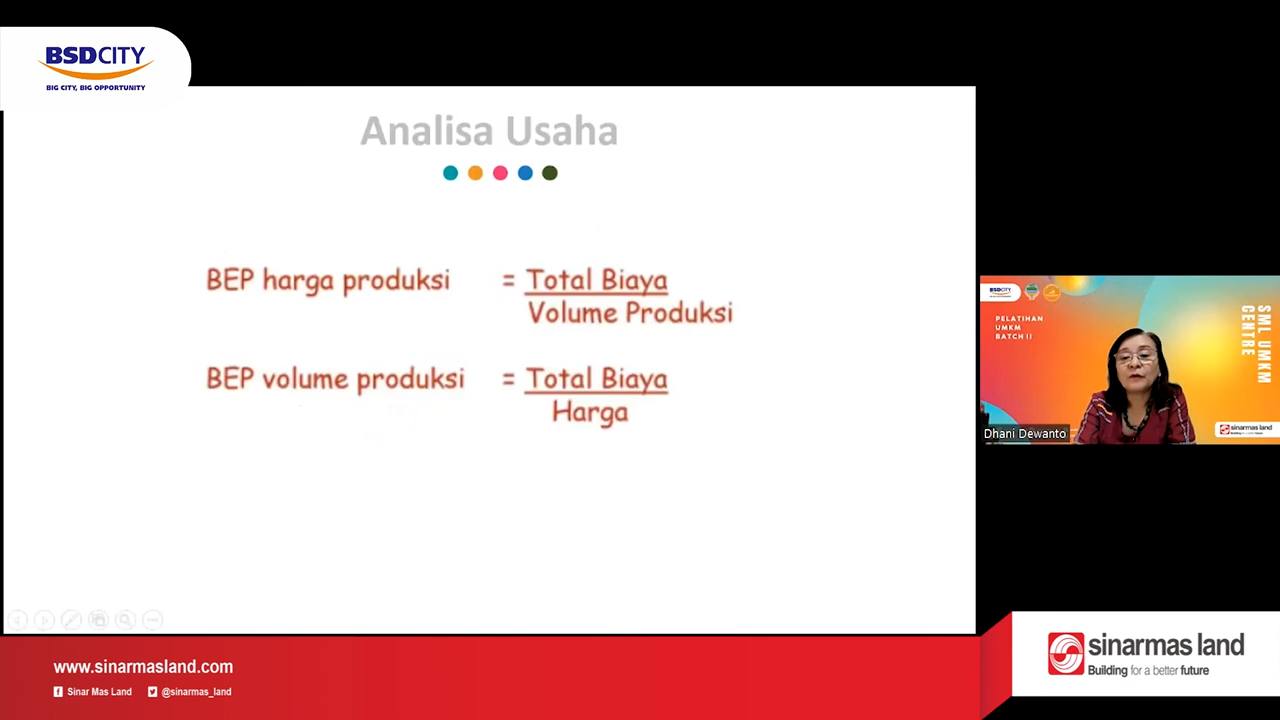 BSDCITY
BIG CITY, BIG OPPORTUNITY
Analisa Usaha
BEP harga produksi = Total Biaya
Volume Produksi
BEP volume produksi = Total Biaya
Harga
BSDCITY
PELATIHAN
UMKM
BATCH II
SML UMKM
CENTRE
Dhani Dewanto
sinarmas land
www.sinarmasland.com
Sinar Mas Land
@sinarmas_land
sinarmas land
Building for a better future